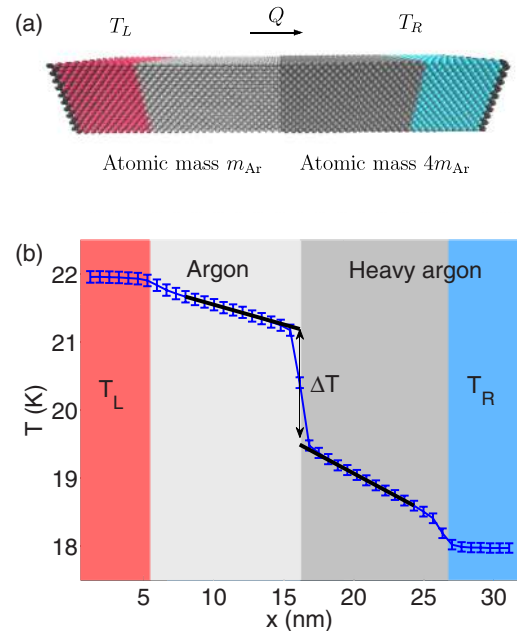 (a)
T_L
Q
T_R
Atomic mass m_Ar
Atomic mass 4m_Ar
(b)
Argon
Heavy argon
T_L
ΔT
T_R
T (K)
22
21
20
19
18
5
10
15
20
25
30
x (nm)